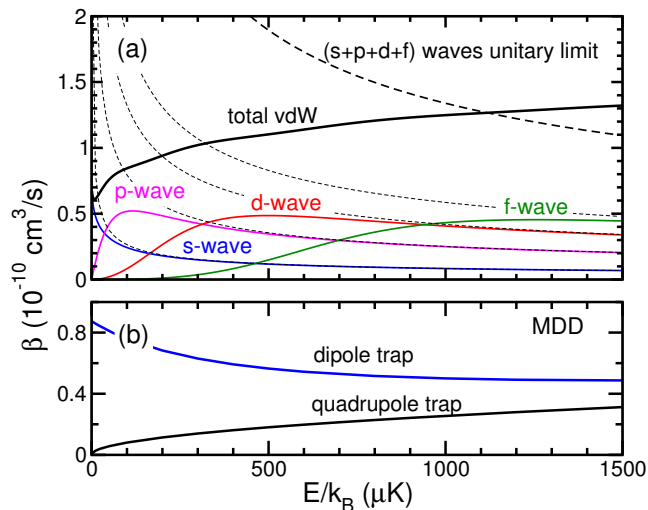 2
(a)
(s+p+d+f) waves unitary limit
1.5
total vdW
1
p-wave
d-wave
f-wave
0.5
s-wave
0
β (10⁻¹⁰ cm³/s)
(b)
MDD
0.8
dipole trap
0.4
quadrupole trap
0
0 500 1000 1500
E/k_B (μK)